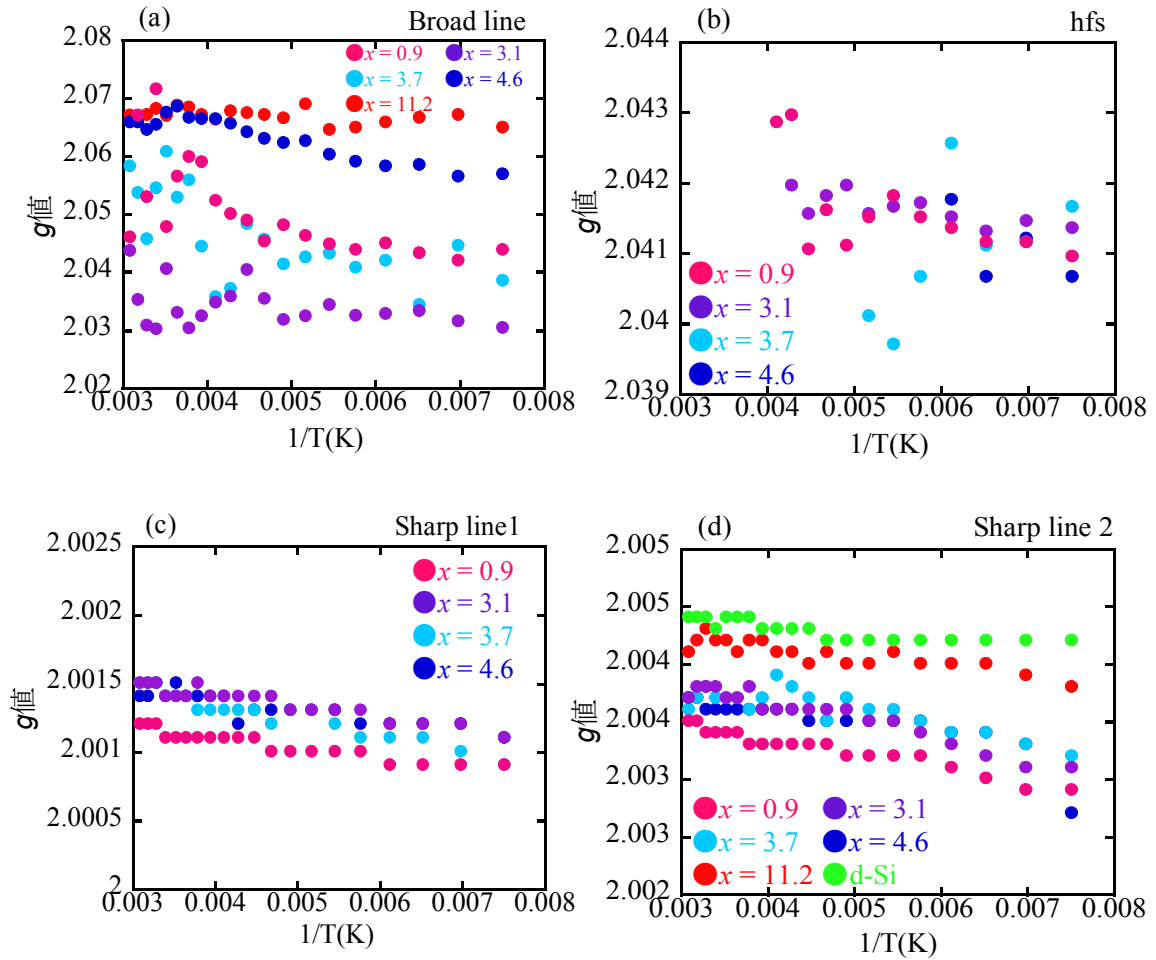 (a)
Broad line
2.08
2.07
2.06
2.05
2.04
2.03
2.02
g値
x = 0.9
x = 3.1
x = 3.7
x = 4.6
x = 11.2
0.003 0.004 0.005 0.006 0.007 0.008
1/T(K)
(b)
hfs
2.044
2.043
2.042
2.041
2.04
2.039
g値
x = 0.9
x = 3.1
x = 3.7
x = 4.6
0.003 0.004 0.005 0.006 0.007 0.008
1/T(K)
(c)
Sharp line1
2.0025
2.002
2.0015
2.001
2.0005
2
g値
x = 0.9
x = 3.1
x = 3.7
x = 4.6
0.003 0.004 0.005 0.006 0.007 0.008
1/T(K)
(d)
Sharp line 2
2.005
2.005
2.004
2.004
2.003
2.003
2.002
g値
x = 0.9
x = 3.1
x = 3.7
x = 4.6
x = 11.2
d-Si
0.003 0.004 0.005 0.006 0.007 0.008
1/T(K)